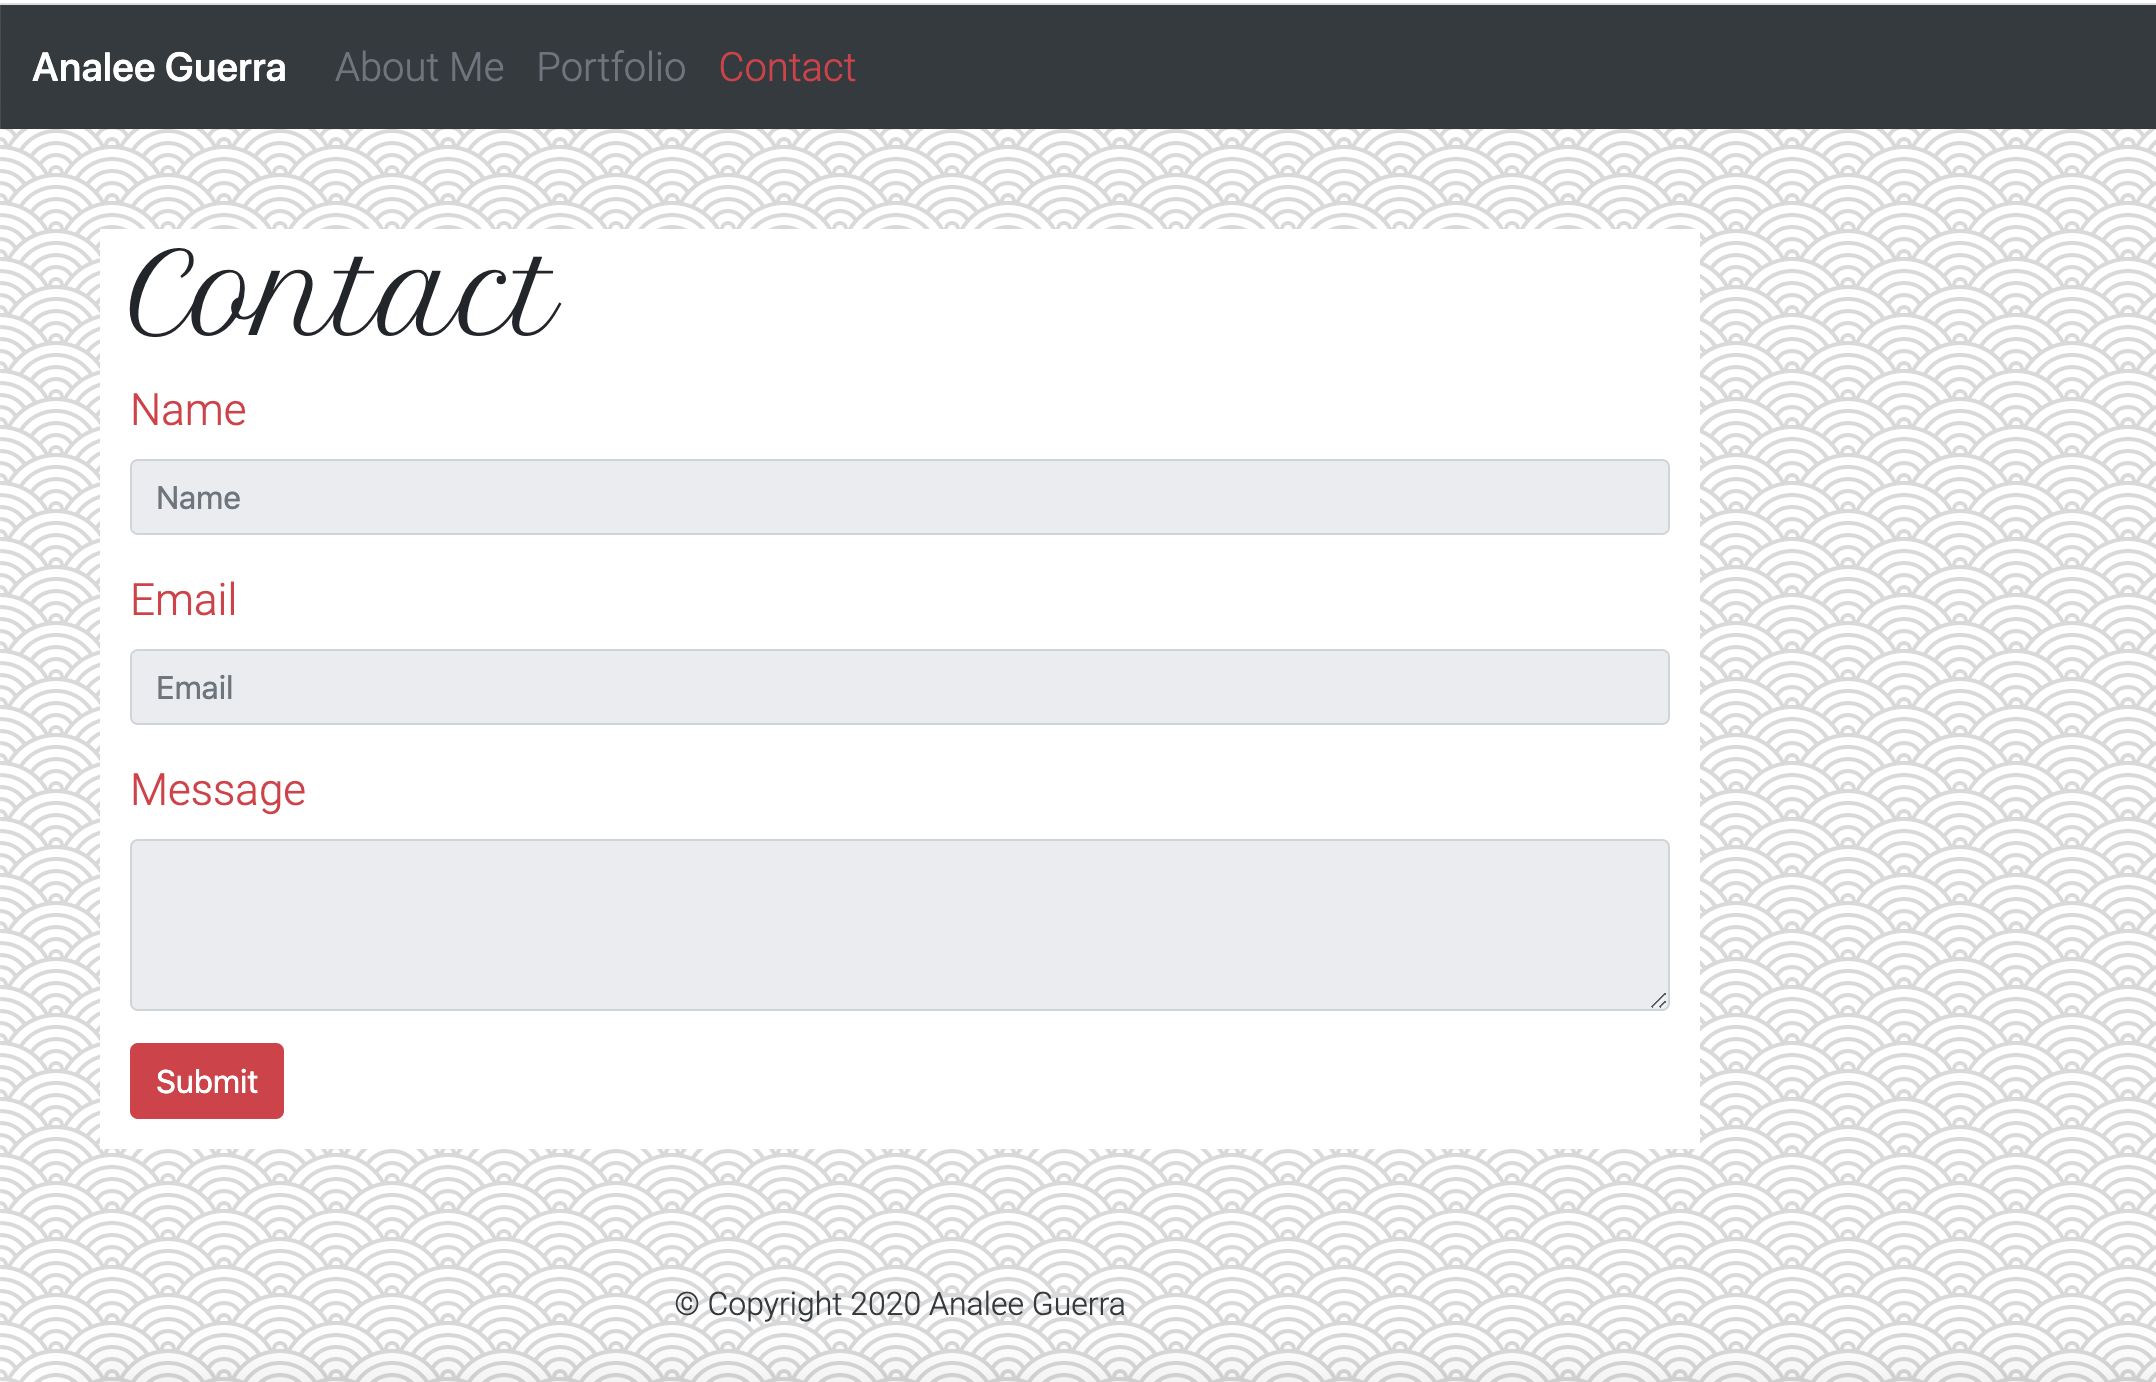 Analee Guerra About Me Portfolio Contact
Contact
Name
Name
Email
Email
Message
Submit
© Copyright 2020 Analee Guerra